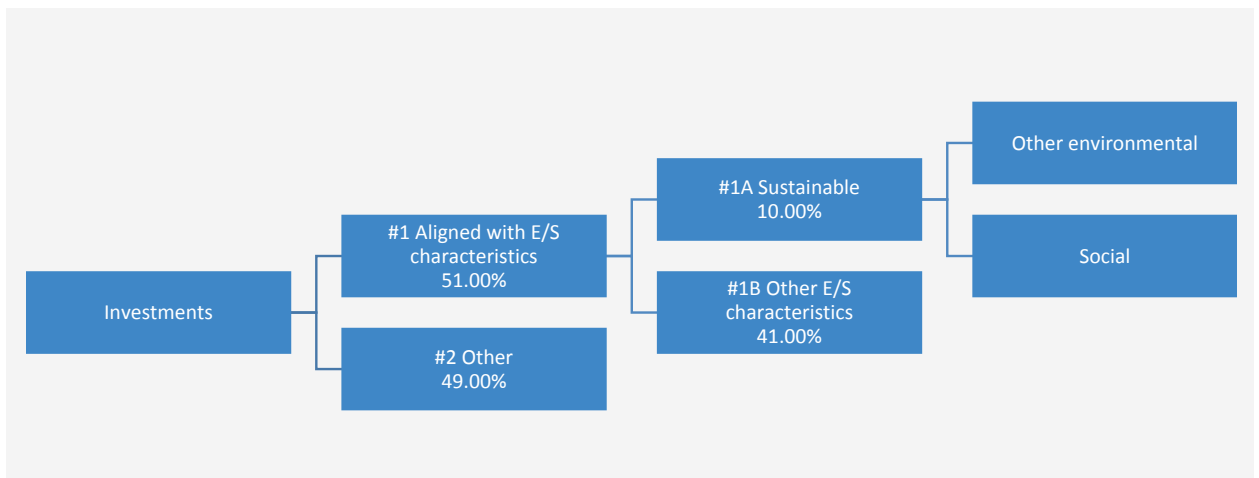 Investments
#1 Aligned with E/S
characteristics
51.00%
#2 Other
49.00%
#1A Sustainable
10.00%
#1B Other E/S
characteristics
41.00%
Other environmental
Social